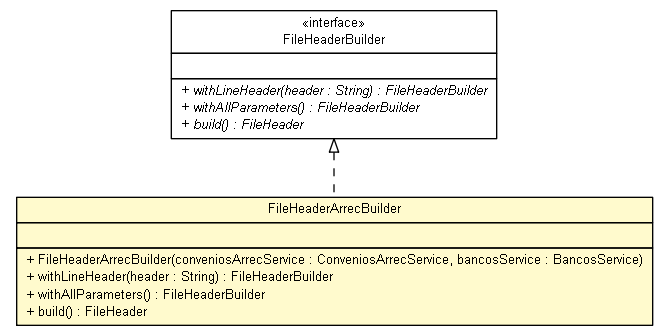 «interface»
FileHeaderBuilder
+ withLineHeader(header : String) : FileHeaderBuilder
+ withAllParameters() : FileHeaderBuilder
+ build() : FileHeader
FileHeaderArrecBuilder
+ FileHeaderArrecBuilder(conveniosArrecService : ConveniosArrecService, bancosService : BancosService)
+ withLineHeader(header : String) : FileHeaderBuilder
+ withAllParameters() : FileHeaderBuilder
+ build() : FileHeader